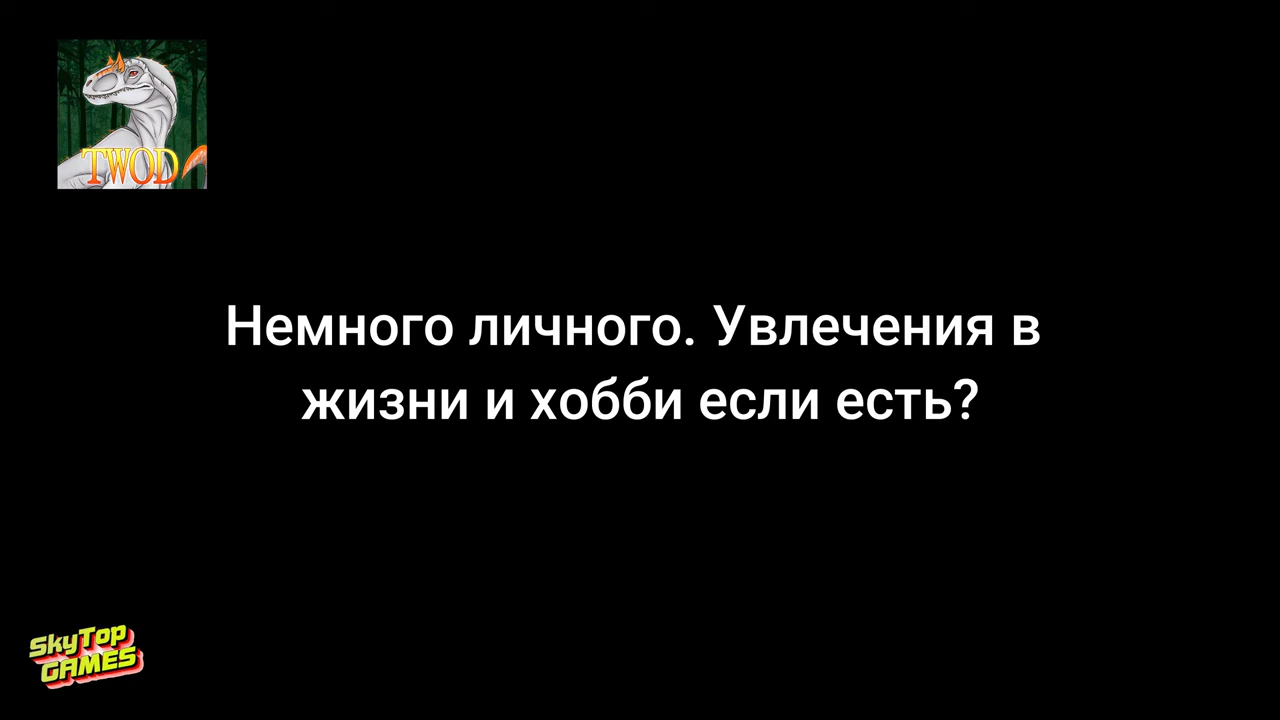 TWOD
Немного личного. Увлечения в
жизни и хобби если есть?
SkyTop
GAMES